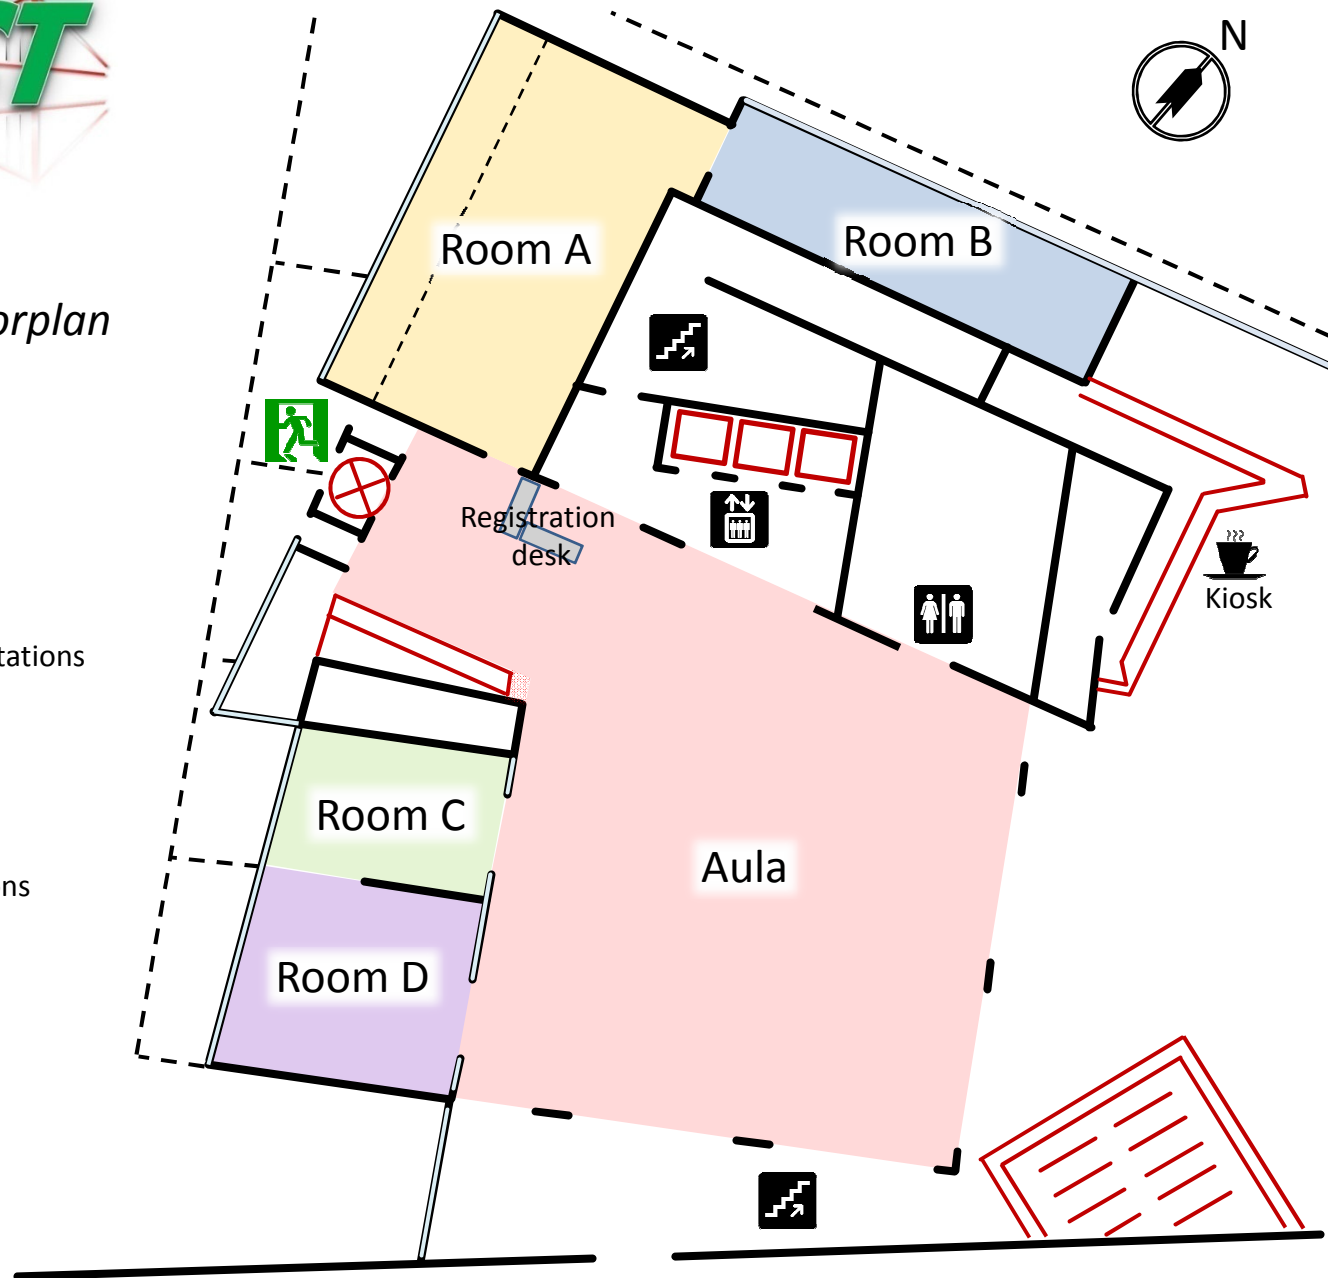 N
Room A
Room B
orplan
Registration
desk
Kiosk
tations
Room C
Aula
ns
Room D